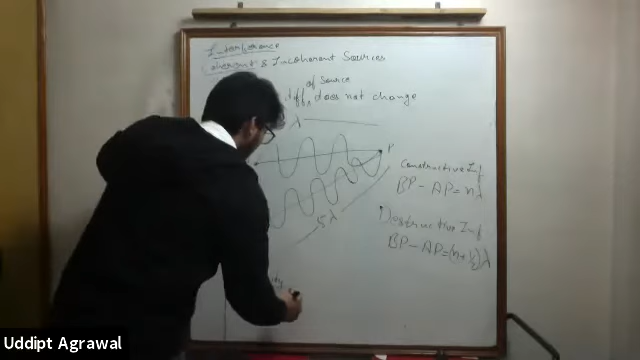 Interference
Coherent & Incoherent Sources
of Source
does not change
λ
P
Constructive Inf
BP - AP = nλ
5λ
Destructive Inf
BP - AP = (n + ½)λ
Uddipt Agrawal